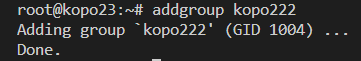 root@kopo23:~# addgroup kopo222
Adding group `kopo222' (GID 1004) ...
Done.